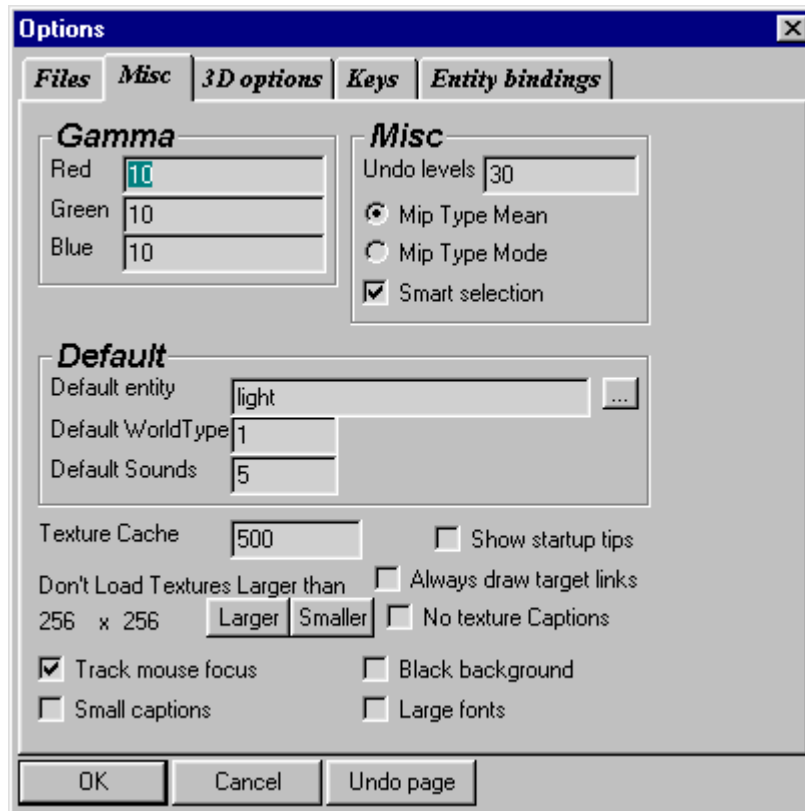 Options
Files Misc 3D options Keys Entity bindings
Gamma
Red 10
Green 10
Blue 10
Misc
Undo levels 30
Mip Type Mean
Mip Type Mode
Smart selection
Default
Default entity light ...
Default WorldType 1
Default Sounds 5
Texture Cache 500 Show startup tips
Don't Load Textures Larger than Always draw target links
256 x 256 Larger Smaller No texture Captions
Track mouse focus Black background
Small captions Large fonts
OK Cancel Undo page